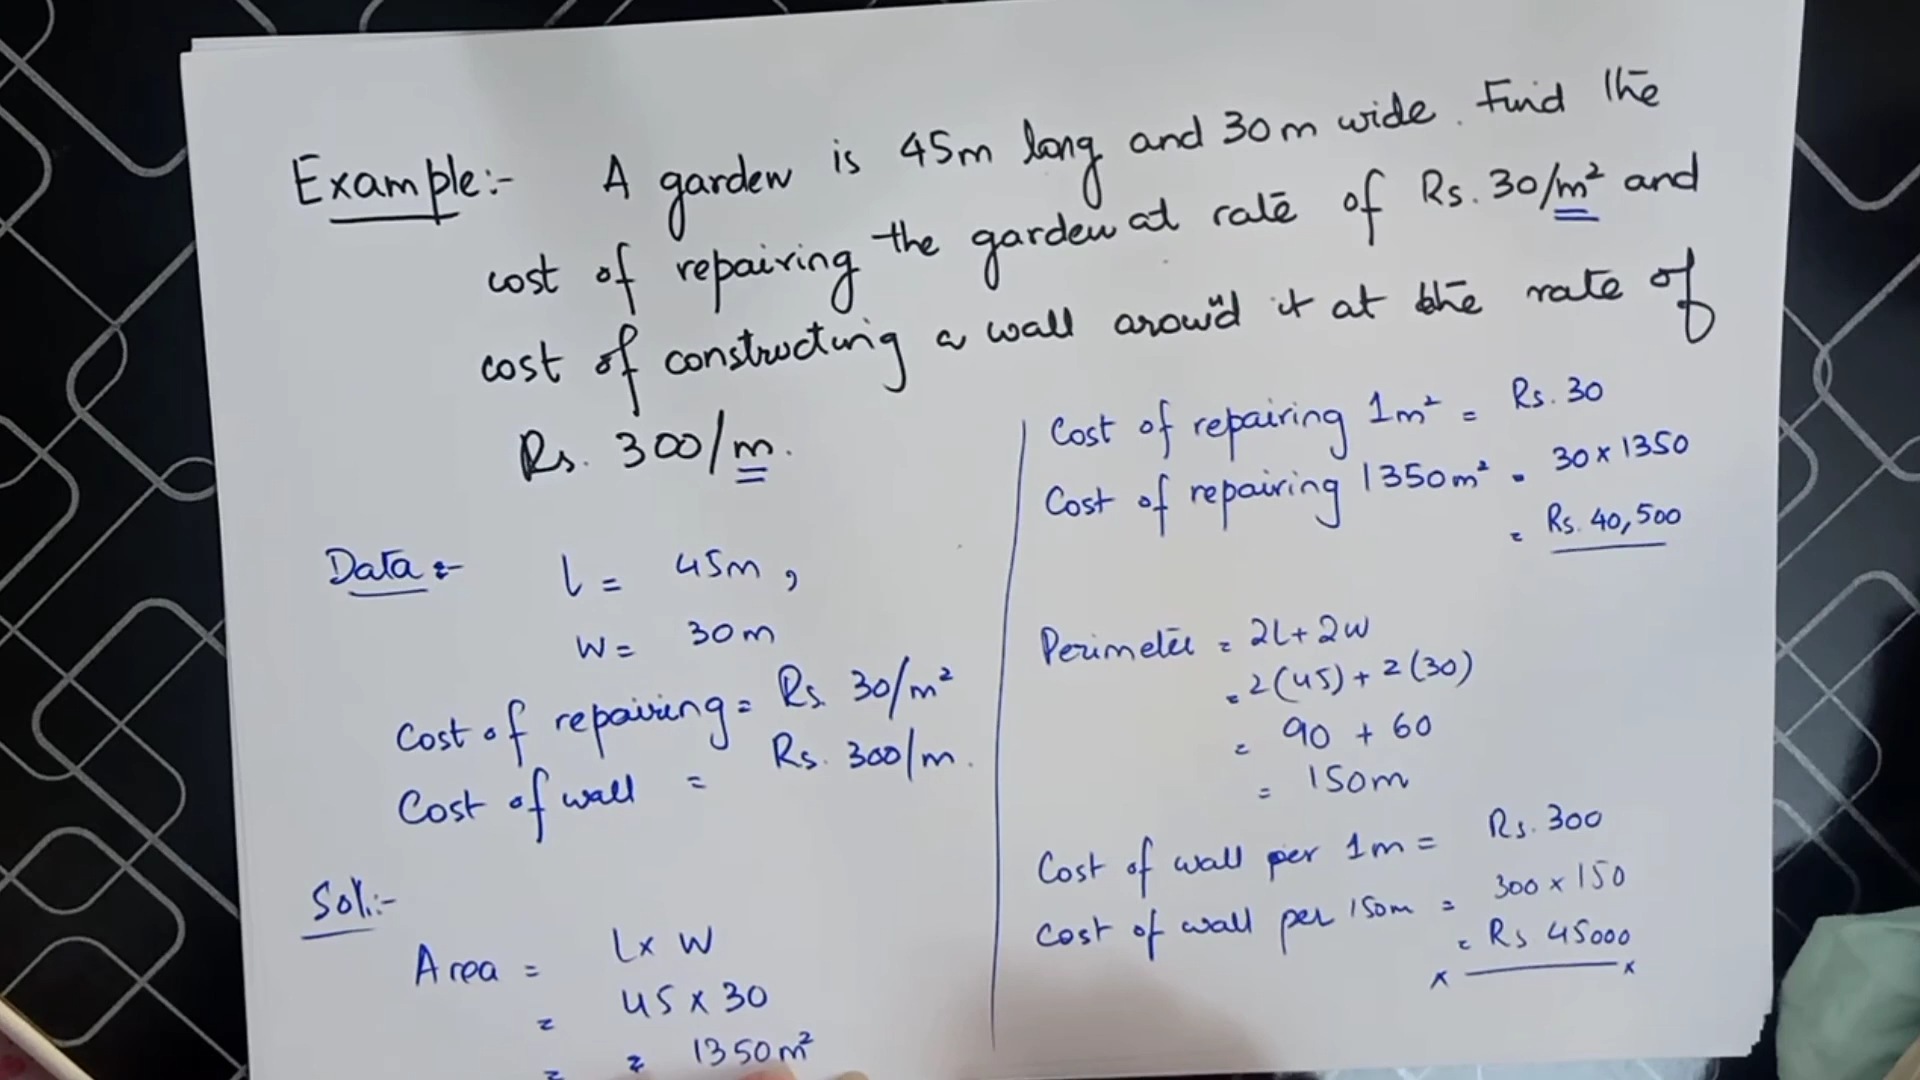 Example:- A garden is 45m long and 30m wide. Find the
cost of repairing the garden at rate of Rs. 30/m² and
cost of constructing a wall around it at the rate of
Rs. 300/m.
Data:- l = 45m,
w = 30m
Cost of repairing = Rs. 30/m²
Cost of wall = Rs. 300/m.
Sol:-
Area = l x w
= 45 x 30
= = 1350m²
Cost of repairing 1m² = Rs. 30
Cost of repairing 1350m² = 30 x 1350
= Rs. 40,500
Perimeter = 2l + 2w
= 2(45) + 2(30)
= 90 + 60
= 150m
Cost of wall per 1m = Rs. 300
Cost of wall per 150m = 300 x 150
= Rs 45000
x x